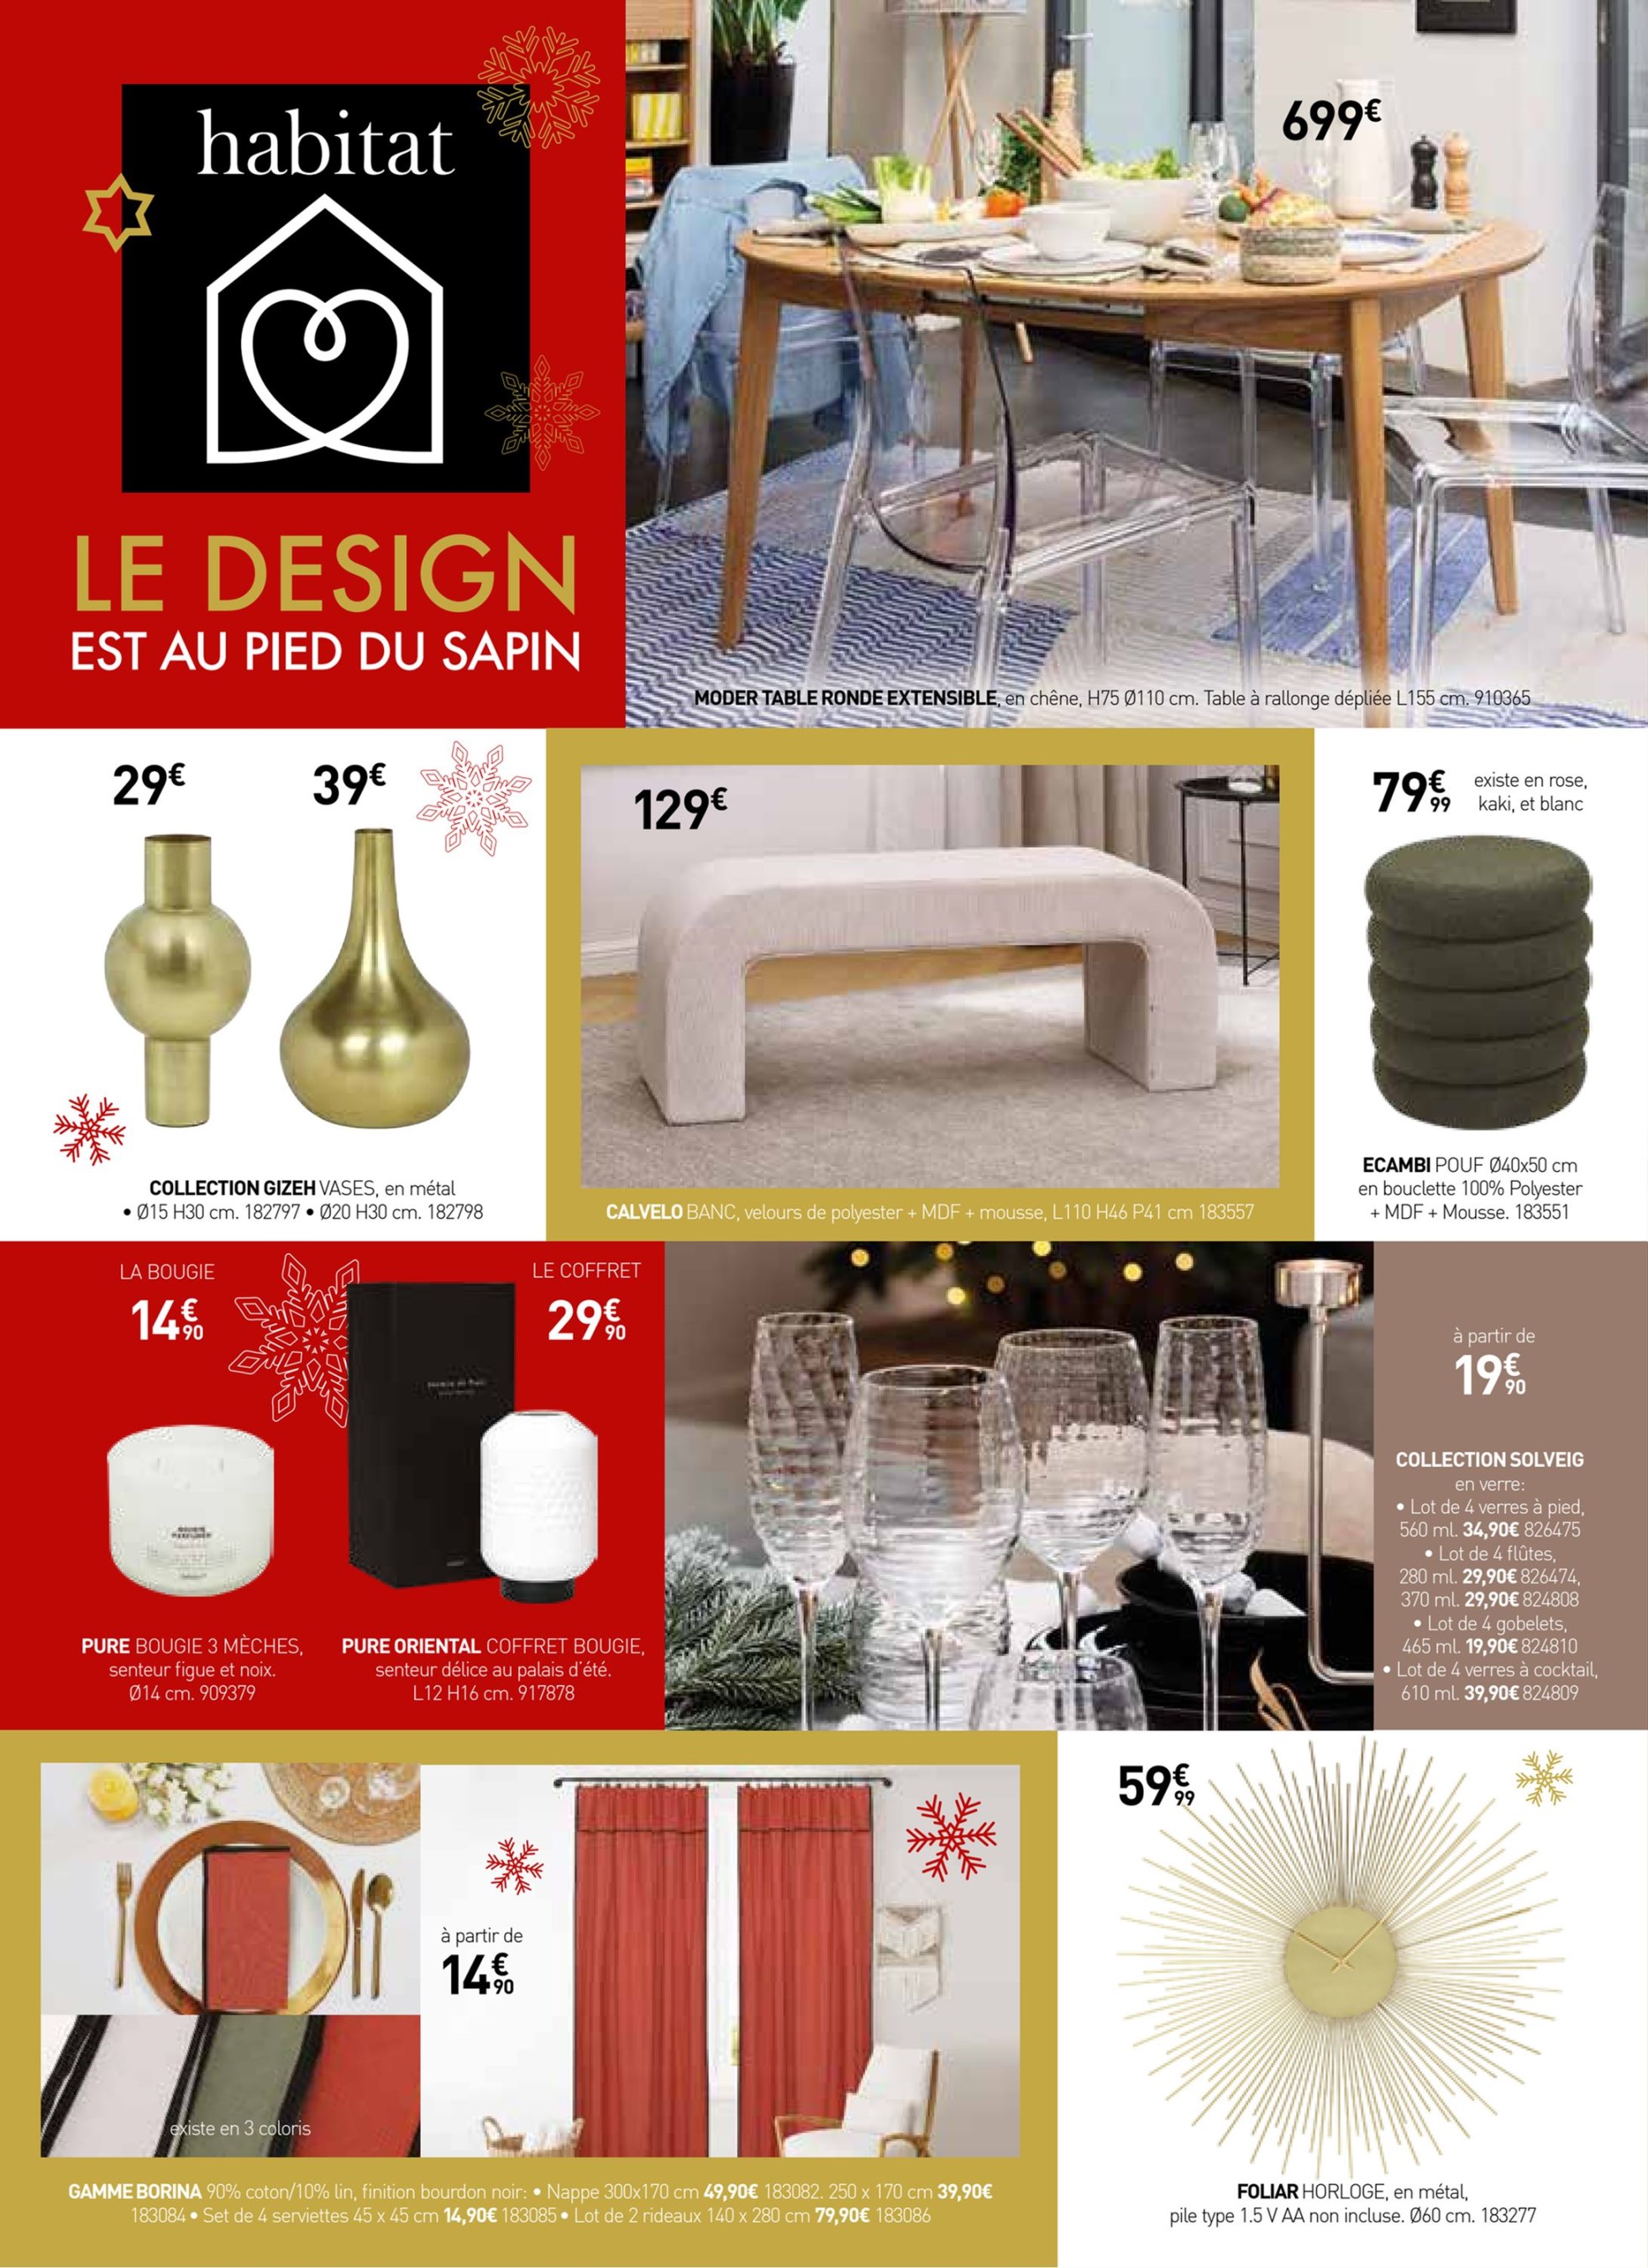 habitat
LE DESIGN
EST AU PIED DU SAPIN
699€
MODER TABLE RONDE EXTENSIBLE, en chêne, H75 Ø110 cm. Table à rallonge dépliée L155 cm. 910365
29€
39€
COLLECTION GIZEH VASES, en métal
• Ø15 H30 cm. 182797 • Ø20 H30 cm. 182798
129€
CALVELO BANC, velours de polyester + MDF + mousse, L110 H46 P41 cm 183557
79€99
existe en rose,
kaki, et blanc
ECAMBI POUF Ø40x50 cm
en bouclette 100% Polyester
+ MDF + Mousse. 183551
LA BOUGIE
14€90
PURE BOUGIE 3 MÈCHES,
senteur figue et noix.
Ø14 cm. 909379
LE COFFRET
29€90
PURE ORIENTAL COFFRET BOUGIE,
senteur délice au palais d'été.
L12 H16 cm. 917878
à partir de
19€90
COLLECTION SOLVEIG
en verre:
• Lot de 4 verres à pied,
560 ml. 34,90€ 826475
• Lot de 4 flûtes,
280 ml. 29,90€ 826474,
370 ml. 29,90€ 824808
• Lot de 4 gobelets,
465 ml. 19,90€ 824810
• Lot de 4 verres à cocktail,
610 ml. 39,90€ 824809
à partir de
14€90
existe en 3 coloris
GAMME BORINA 90% coton/10% lin, finition bourdon noir: • Nappe 300x170 cm 49,90€ 183082. 250 x 170 cm 39,90€
183084 • Set de 4 serviettes 45 x 45 cm 14,90€ 183085 • Lot de 2 rideaux 140 x 280 cm 79,90€ 183086
59€99
FOLIAR HORLOGE, en métal,
pile type 1.5 V AA non incluse. Ø60 cm. 183277